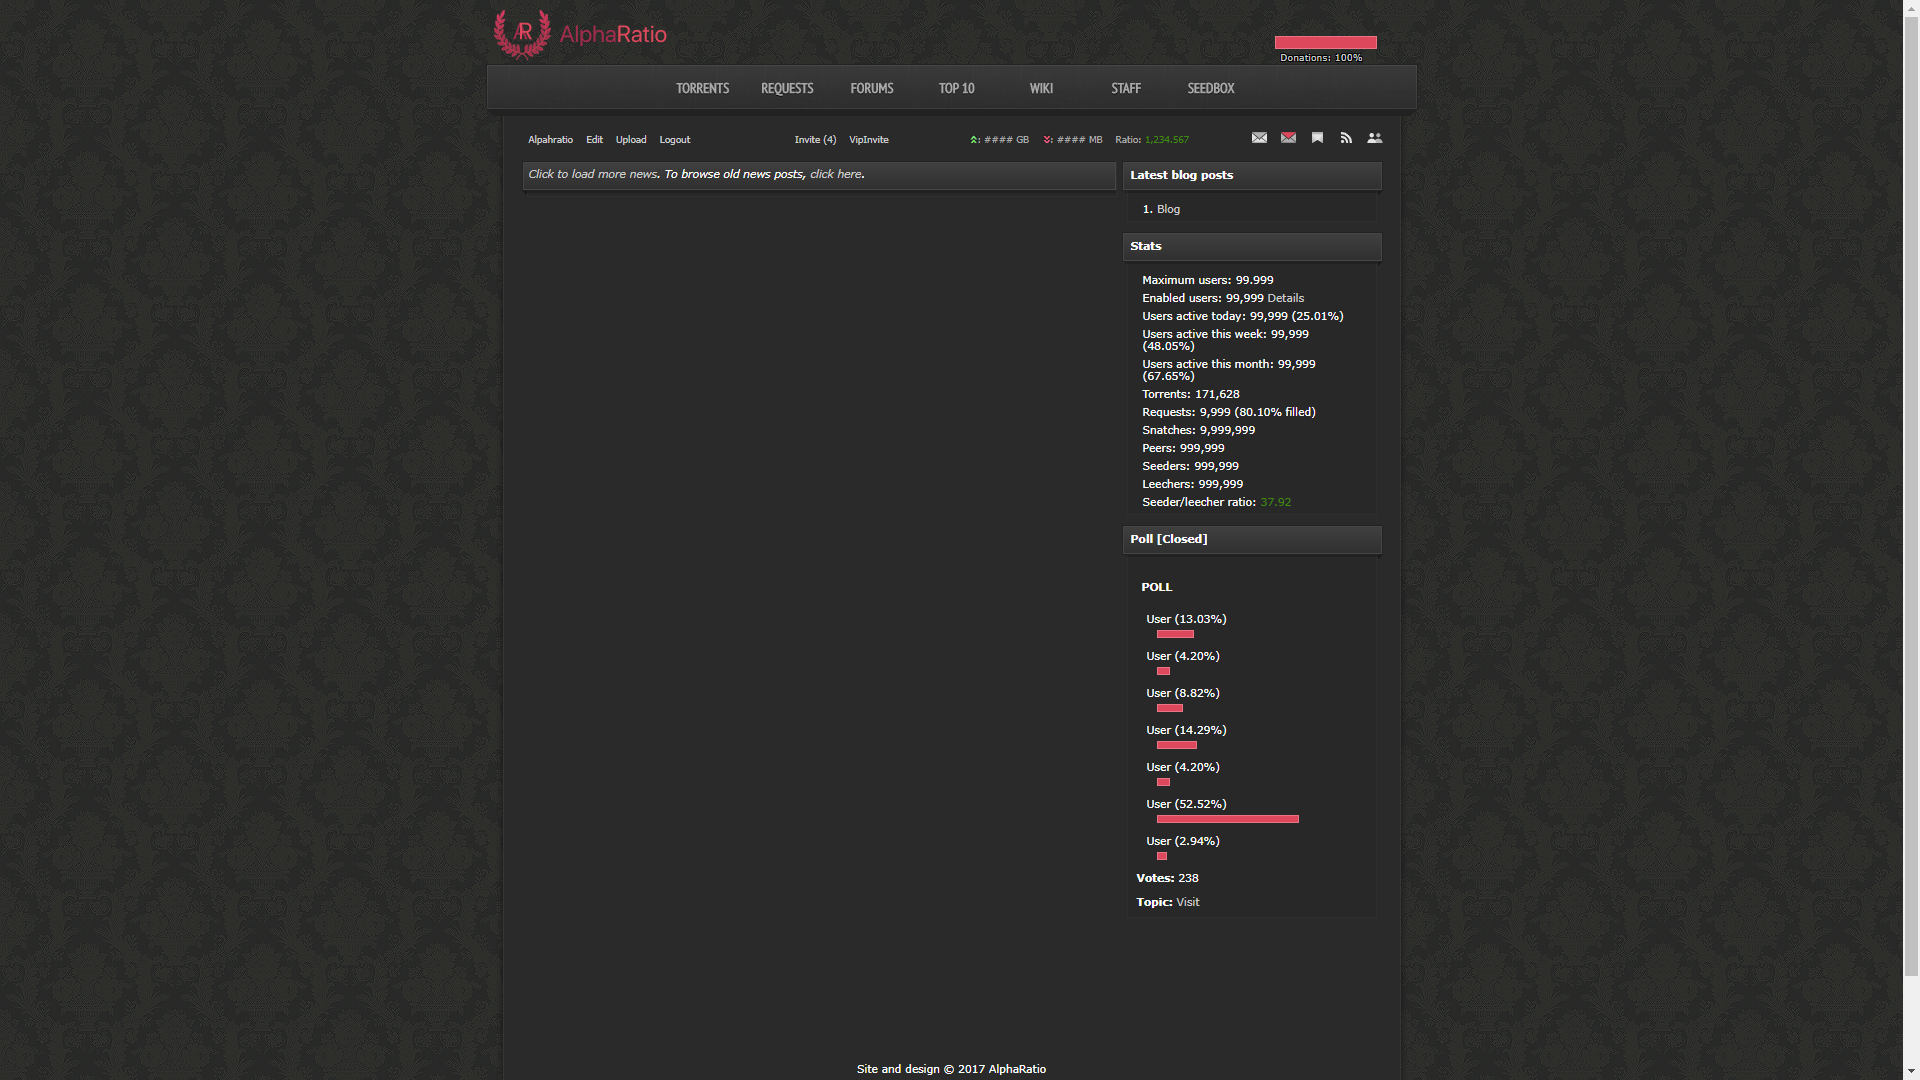 AR AlphaRatio
Donations: 100%
TORRENTS REQUESTS FORUMS TOP 10 WIKI STAFF SEEDBOX
Alpahratio Edit Upload Logout Invite (4) VipInvite : #### GB : #### MB Ratio: 1,234.567
Click to load more news. To browse old news posts, click here.
Latest blog posts
1. Blog
Stats
Maximum users: 99.999
Enabled users: 99,999 Details
Users active today: 99,999 (25.01%)
Users active this week: 99,999
(48.05%)
Users active this month: 99,999
(67.65%)
Torrents: 171,628
Requests: 9,999 (80.10% filled)
Snatches: 9,999,999
Peers: 999,999
Seeders: 999,999
Leechers: 999,999
Seeder/leecher ratio: 37.92
Poll [Closed]
POLL
User (13.03%)
User (4.20%)
User (8.82%)
User (14.29%)
User (4.20%)
User (52.52%)
User (2.94%)
Votes: 238
Topic: Visit
Site and design © 2017 AlphaRatio